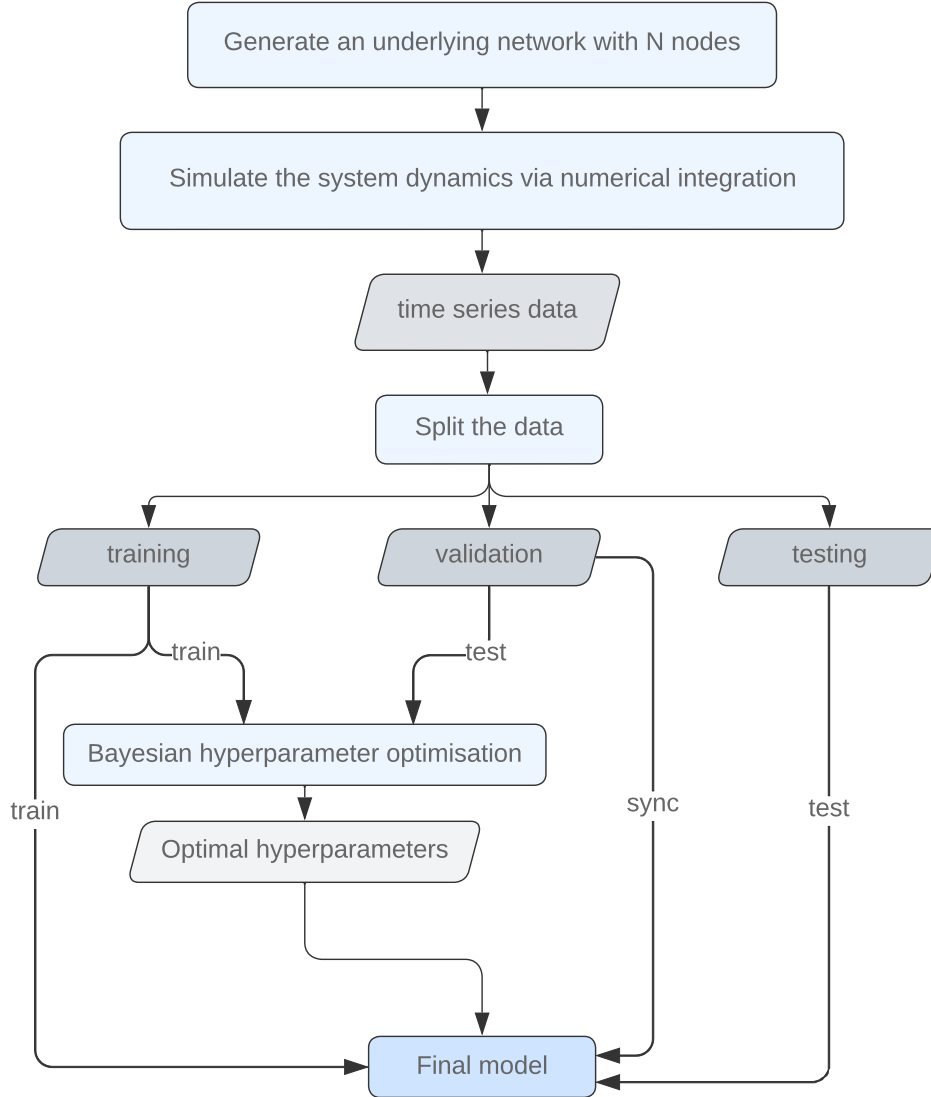 Generate an underlying network with N nodes
Simulate the system dynamics via numerical integration
time series data
Split the data
training
validation
testing
train
test
Bayesian hyperparameter optimisation
train
sync
test
Optimal hyperparameters
Final model